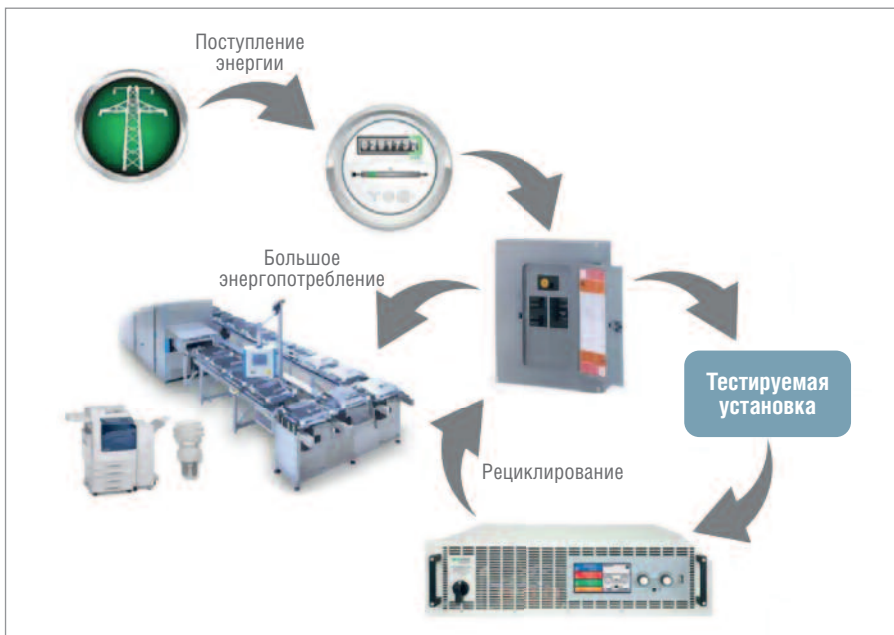 Поступление
энергии
Большое
энергопотребление
Тестируемая
установка
Рециклирование